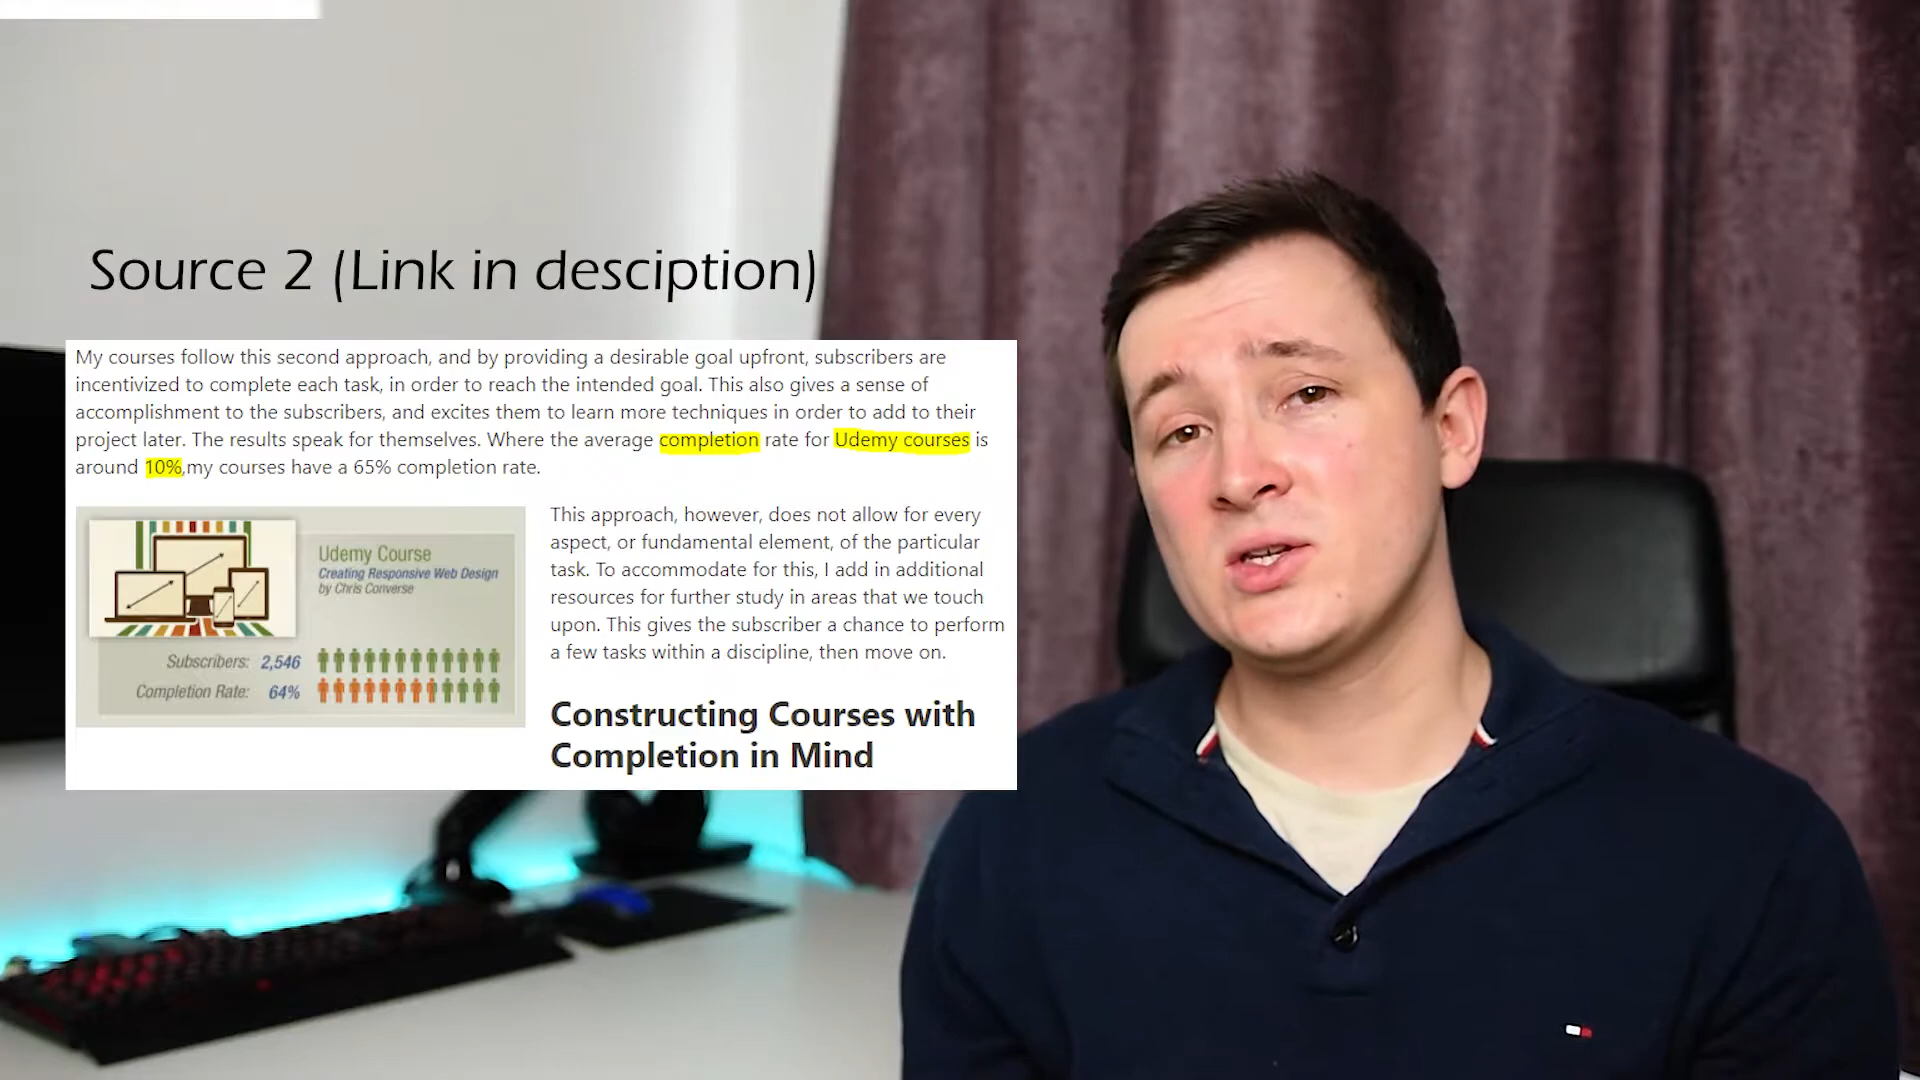 Source 2 (Link in desciption)
My courses follow this second approach, and by providing a desirable goal upfront, subscribers are
incentivized to complete each task, in order to reach the intended goal. This also gives a sense of
accomplishment to the subscribers, and excites them to learn more techniques in order to add to their
project later. The results speak for themselves. Where the average completion rate for Udemy courses is
around 10%,my courses have a 65% completion rate.
Udemy Course
Creating Responsive Web Design
by Chris Converse
Subscribers: 2,546
Completion Rate: 64%
This approach, however, does not allow for every
aspect, or fundamental element, of the particular
task. To accommodate for this, I add in additional
resources for further study in areas that we touch
upon. This gives the subscriber a chance to perform
a few tasks within a discipline, then move on.
Constructing Courses with
Completion in Mind